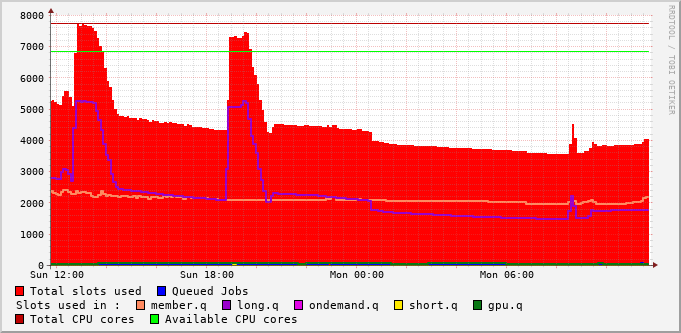 8000
7000
6000
5000
4000
3000
2000
1000
0
Sun 12:00 Sun 18:00 Mon 00:00 Mon 06:00
RRDTOOL / TOBI OETIKER
Total slots used Queued Jobs
Slots used in : member.q long.q ondemand.q short.q gpu.q
Total CPU cores Available CPU cores